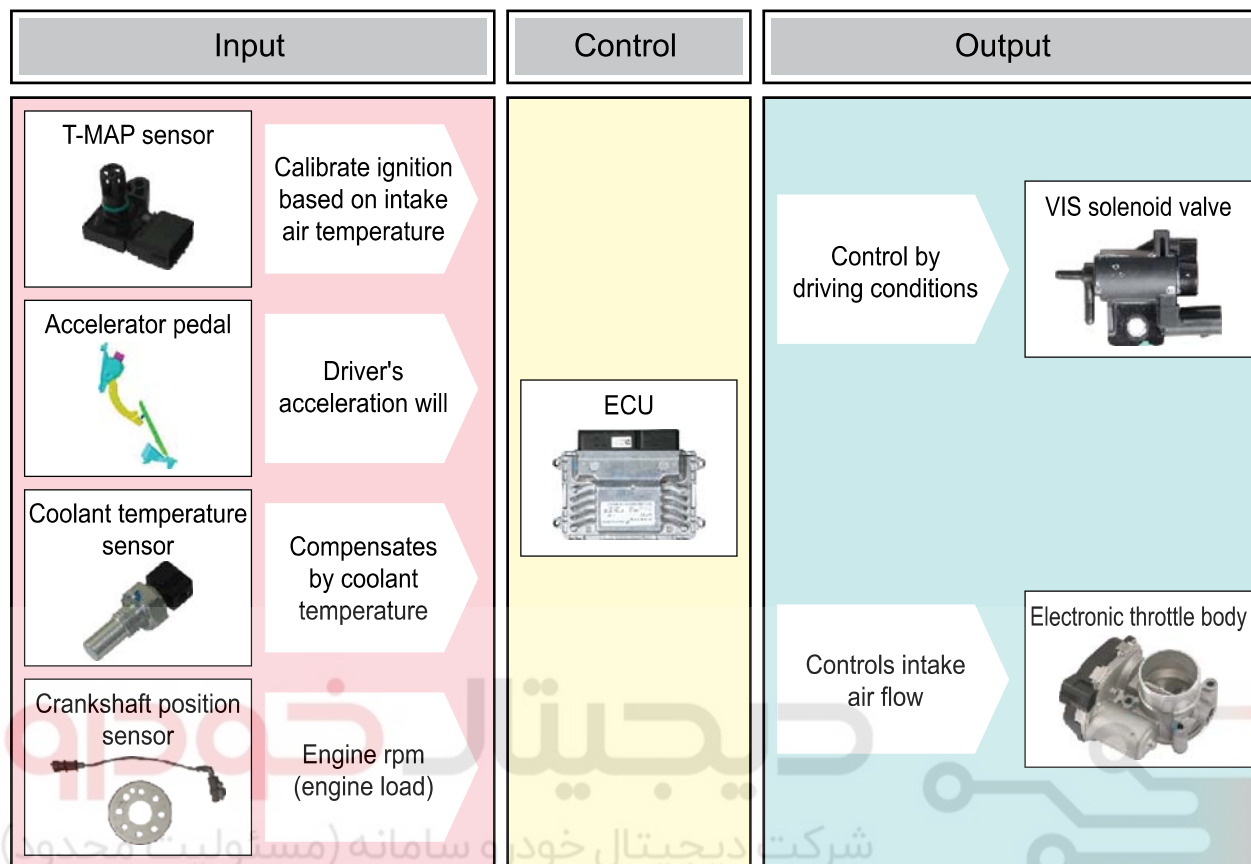 Input
Control
Output
T-MAP sensor
Calibrate ignition
based on intake
air temperature
Accelerator pedal
Driver's
acceleration will
Coolant temperature
sensor
Compensates
by coolant
temperature
Crankshaft position
sensor
Engine rpm
(engine load)
ECU
Control by
driving conditions
VIS solenoid valve
Controls intake
air flow
Electronic throttle body
دیجیتال خودرو
شرکت دیجیتال خودرو سامانه (مسئولیت محدود)